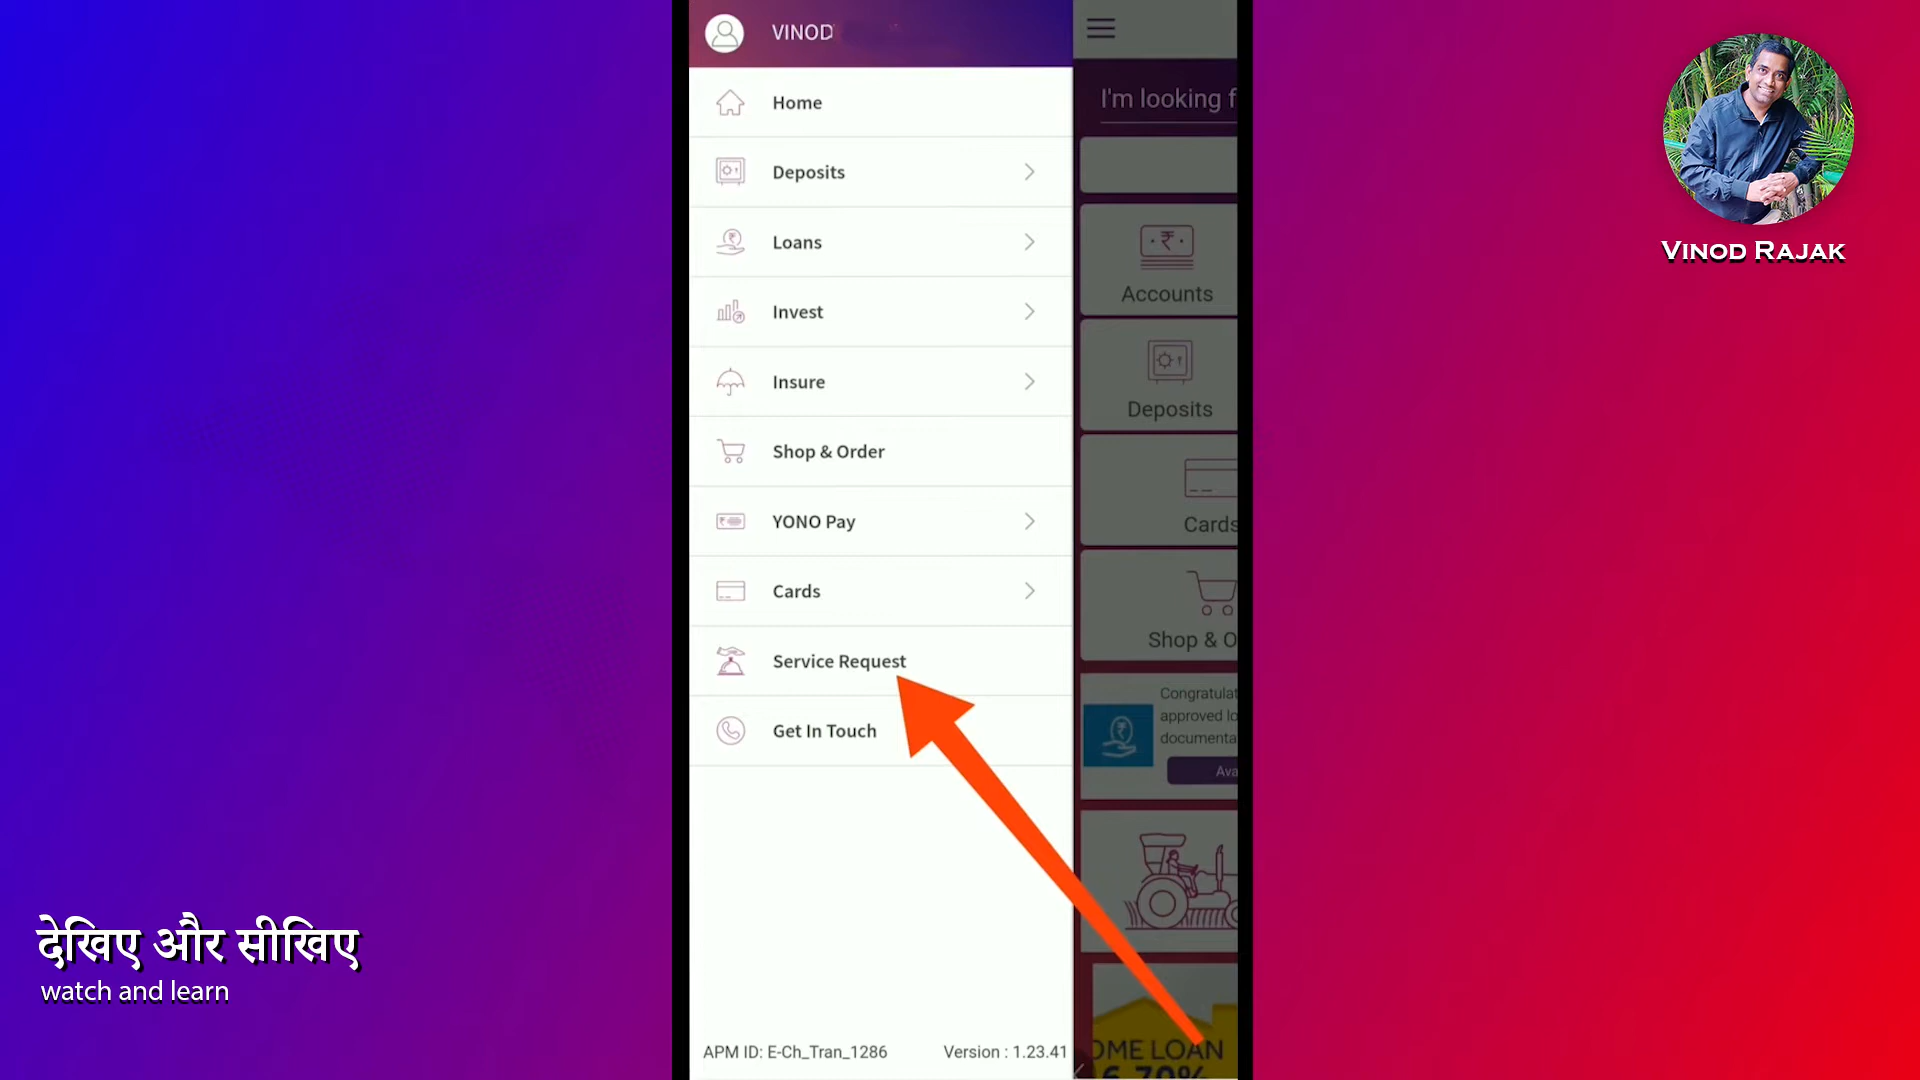 VINOD
Home
Deposits
Loans
Invest
Insure
Shop & Order
YONO Pay
Cards
Service Request
Get In Touch
APM ID: E-Ch_Tran_1286
Version : 1.23.41
I'm looking f
Accounts
Deposits
Cards
Shop & O
Congratulat
approved lo
documenta
Ava
OME LOAN
6.70%
Vinod Rajak
देखिए और सीखिए
watch and learn